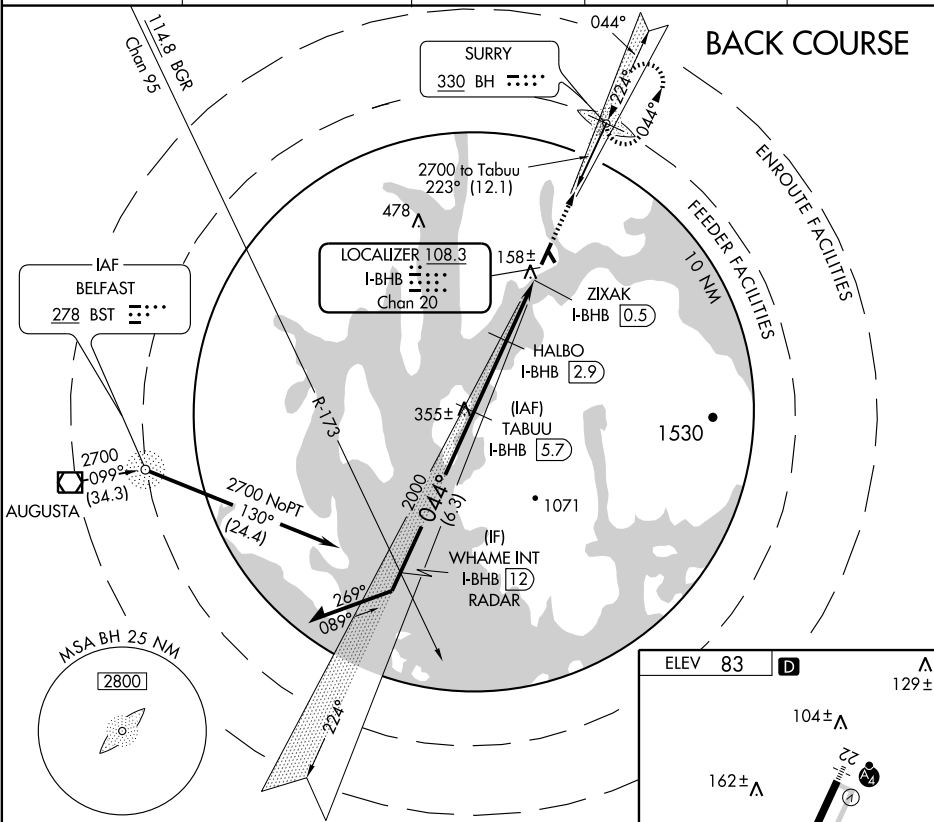 BACK COURSE
114.8 BGR
Chan 95
SURRY
330 BH
044°
224°
044°
2700 to Tabuu
223° (12.1)
ENROUTE FACILITIES
FEEDER FACILITIES
10 NM
478
LOCALIZER 108.3
I-BHB
Chan 20
158±
ZIXAK
I-BHB 0.5
IAF
BELFAST
278 BST
HALBO
I-BHB 2.9
355±
(IAF)
TABUU
I-BHB 5.7
R-173
1530
2700
099°
(34.3)
AUGUSTA
2700 NoPT
130°
(24.4)
2000
044°
(6.3)
1071
(IF)
WHAME INT
I-BHB 12
RADAR
269°
089°
224°
MSA BH 25 NM
2800
ELEV 83 D
129±
104±
22
A4
162±